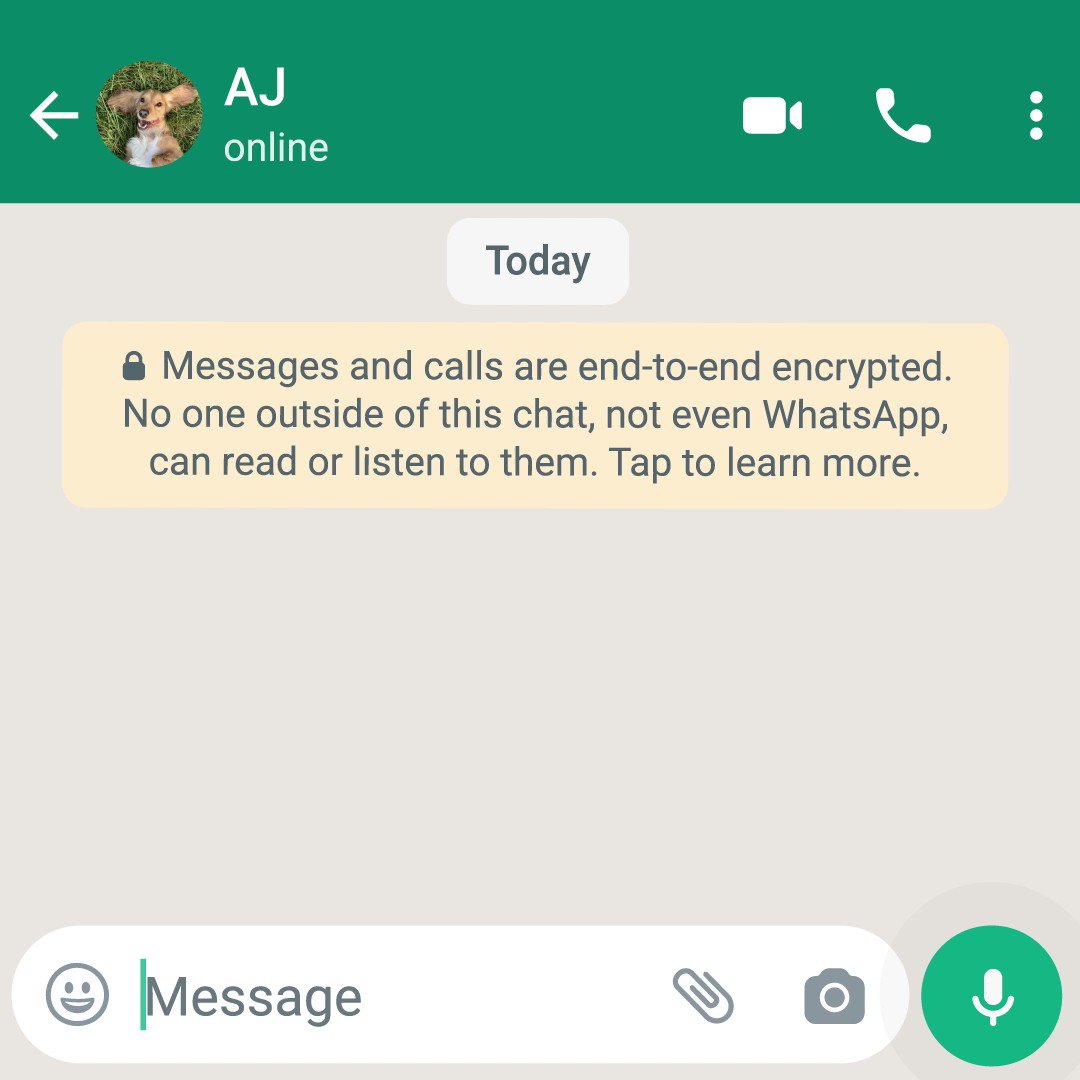 AJ
online
Today
Messages and calls are end-to-end encrypted.
No one outside of this chat, not even WhatsApp,
can read or listen to them. Tap to learn more.
Message